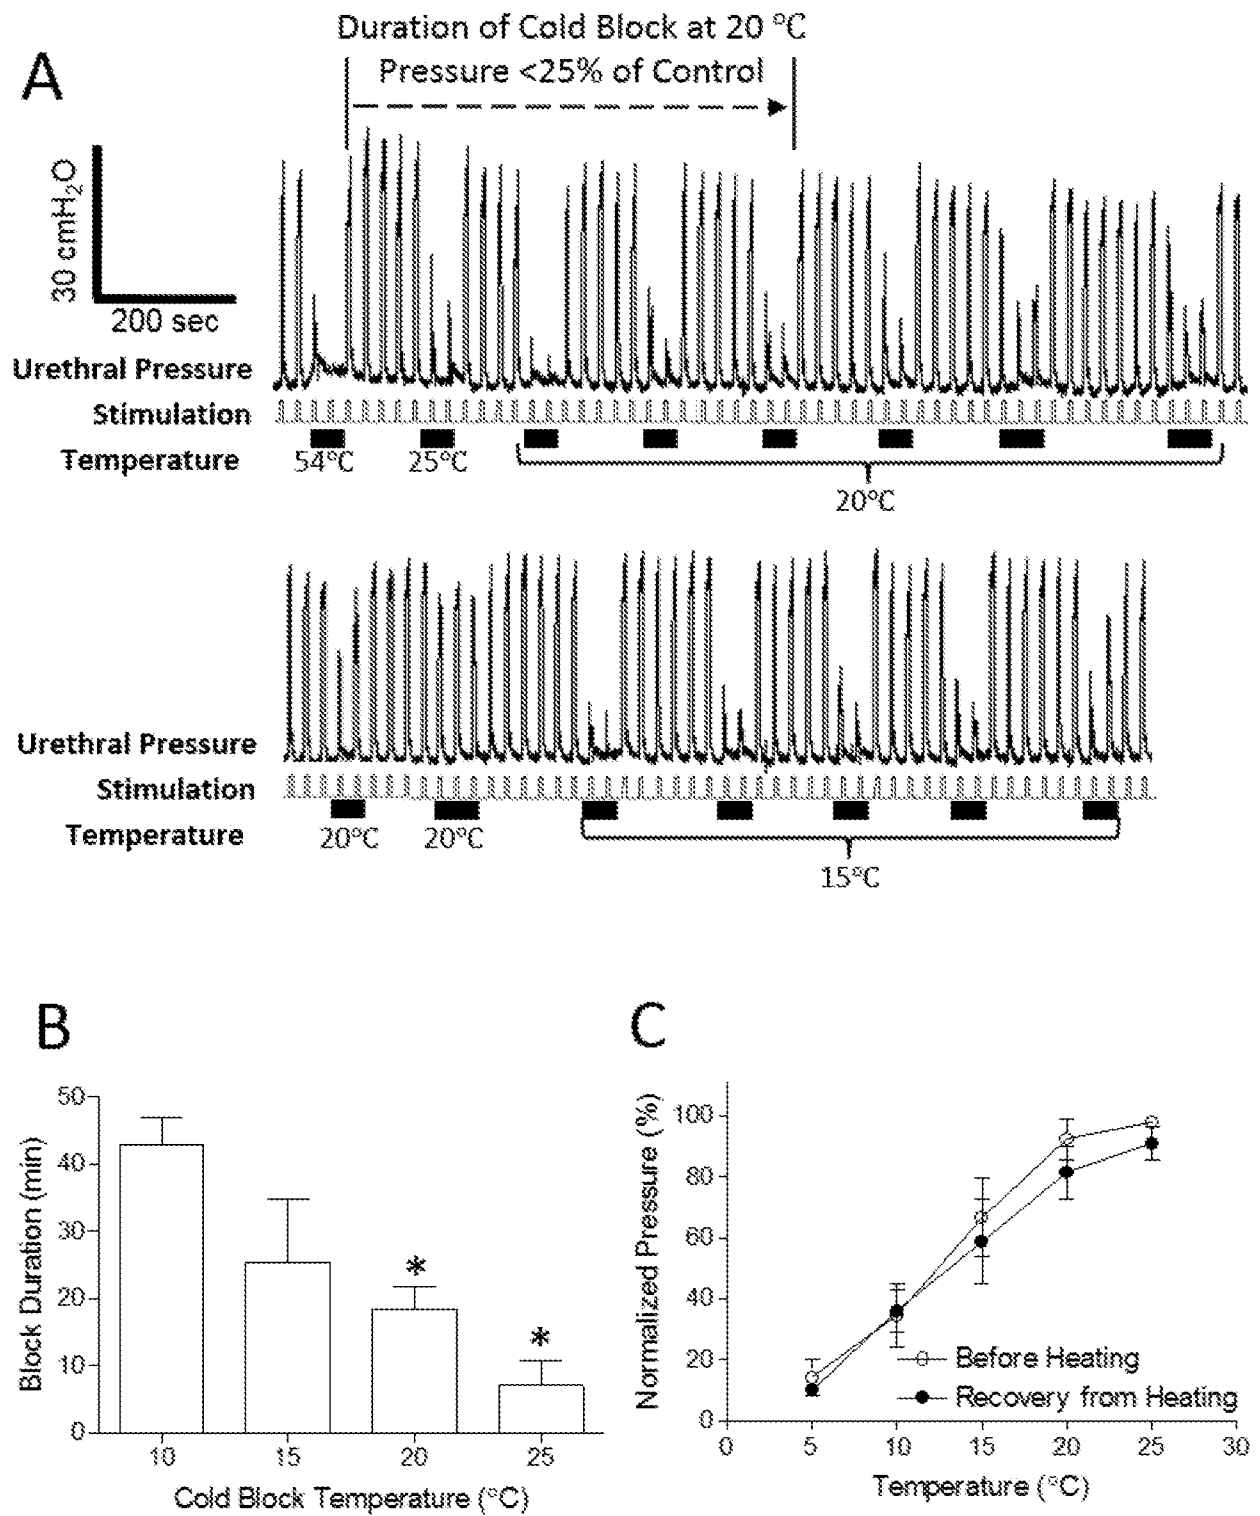 Duration of Cold Block at 20 °C
A
Pressure <25% of Control
30 cmH₂O
200 sec
Urethral Pressure
Stimulation
Temperature
54°C
25°C
20°C
Urethral Pressure
Stimulation
Temperature
20°C
20°C
15°C
B
Block Duration (min)
50
40
30
20
10
0
*
*
10
15
20
25
Cold Block Temperature (°C)
C
Normalized Pressure (%)
100
80
60
40
20
0
Before Heating
Recovery from Heating
0
5
10
15
20
25
30
Temperature (°C)